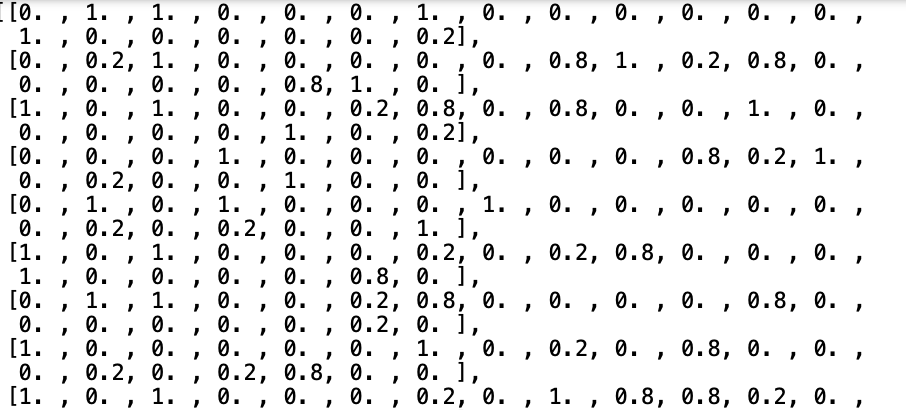 [[0. , 1. , 1. , 0. , 0. , 0. , 1. , 0. , 0. , 0. , 0. , 0. , 0. ,
1. , 0. , 0. , 0. , 0. , 0. , 0.2],
[0. , 0.2, 1. , 0. , 0. , 0. , 0. , 0. , 0.8, 1. , 0.2, 0.8, 0. ,
0. , 0. , 0. , 0. , 0.8, 1. , 0. ],
[1. , 0. , 1. , 0. , 0. , 0.2, 0.8, 0. , 0.8, 0. , 0. , 1. , 0. ,
0. , 0. , 0. , 0. , 1. , 0. , 0.2],
[0. , 0. , 0. , 1. , 0. , 0. , 0. , 0. , 0. , 0. , 0.8, 0.2, 1. ,
0. , 0.2, 0. , 0. , 1. , 0. , 0. ],
[0. , 1. , 0. , 1. , 0. , 0. , 0. , 1. , 0. , 0. , 0. , 0. , 0. ,
0. , 0.2, 0. , 0.2, 0. , 0. , 1. ],
[1. , 0. , 1. , 0. , 0. , 0. , 0.2, 0. , 0.2, 0.8, 0. , 0. , 0. ,
1. , 0. , 0. , 0. , 0. , 0.8, 0. ],
[0. , 1. , 1. , 0. , 0. , 0.2, 0.8, 0. , 0. , 0. , 0. , 0.8, 0. ,
0. , 0. , 0. , 0. , 0. , 0.2, 0. ],
[1. , 0. , 0. , 0. , 0. , 0. , 1. , 0. , 0.2, 0. , 0.8, 0. , 0. ,
0. , 0.2, 0. , 0.2, 0.8, 0. , 0. ],
[1. , 0. , 1. , 0. , 0. , 0. , 0.2, 0. , 1. , 0.8, 0.8, 0.2, 0. ,